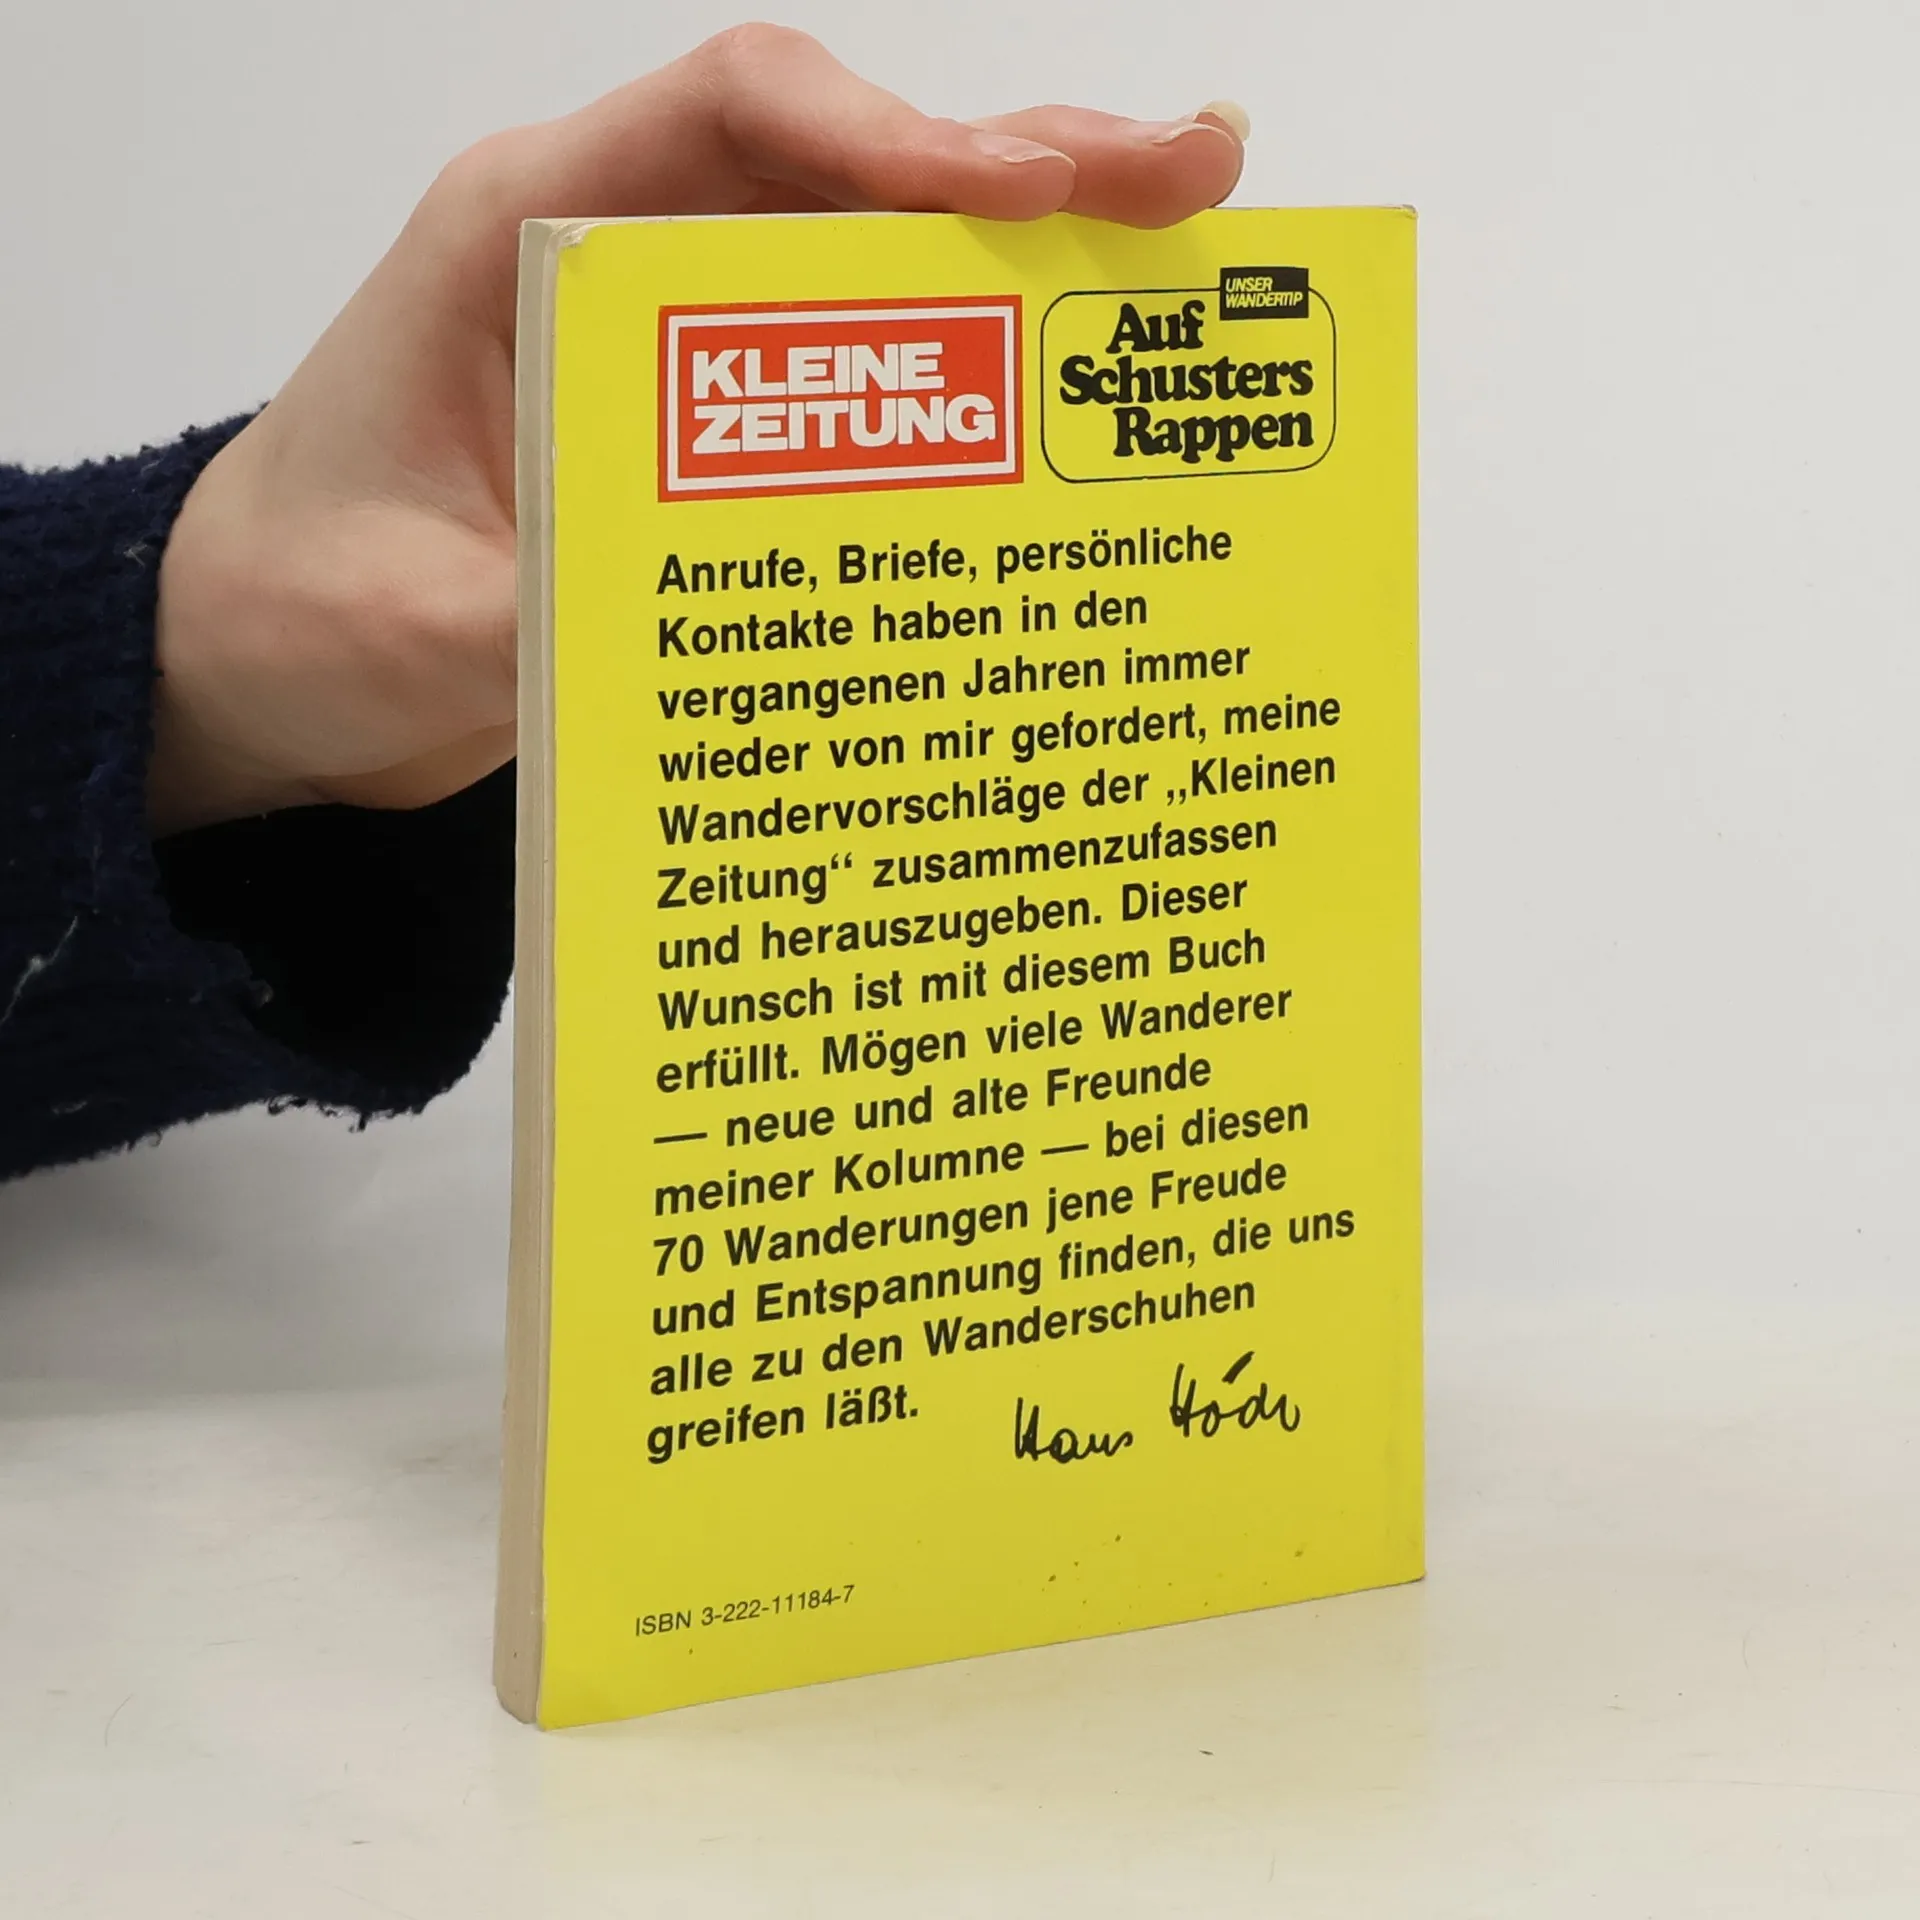 KLEINE
ZEITUNG
UNSER
WANDERTIP
Auf
Schusters
Rappen
Anrufe, Briefe, persönliche
Kontakte haben in den
vergangenen Jahren immer
wieder von mir gefordert, meine
Wandervorschläge der „Kleinen
Zeitung“ zusammenzufassen
und herauszugeben. Dieser
Wunsch ist mit diesem Buch
erfüllt. Mögen viele Wanderer
— neue und alte Freunde
meiner Kolumne — bei diesen
70 Wanderungen jene Freude
und Entspannung finden, die uns
alle zu den Wanderschuhen
greifen läßt.
Hans
ISBN 3-222-11184-7